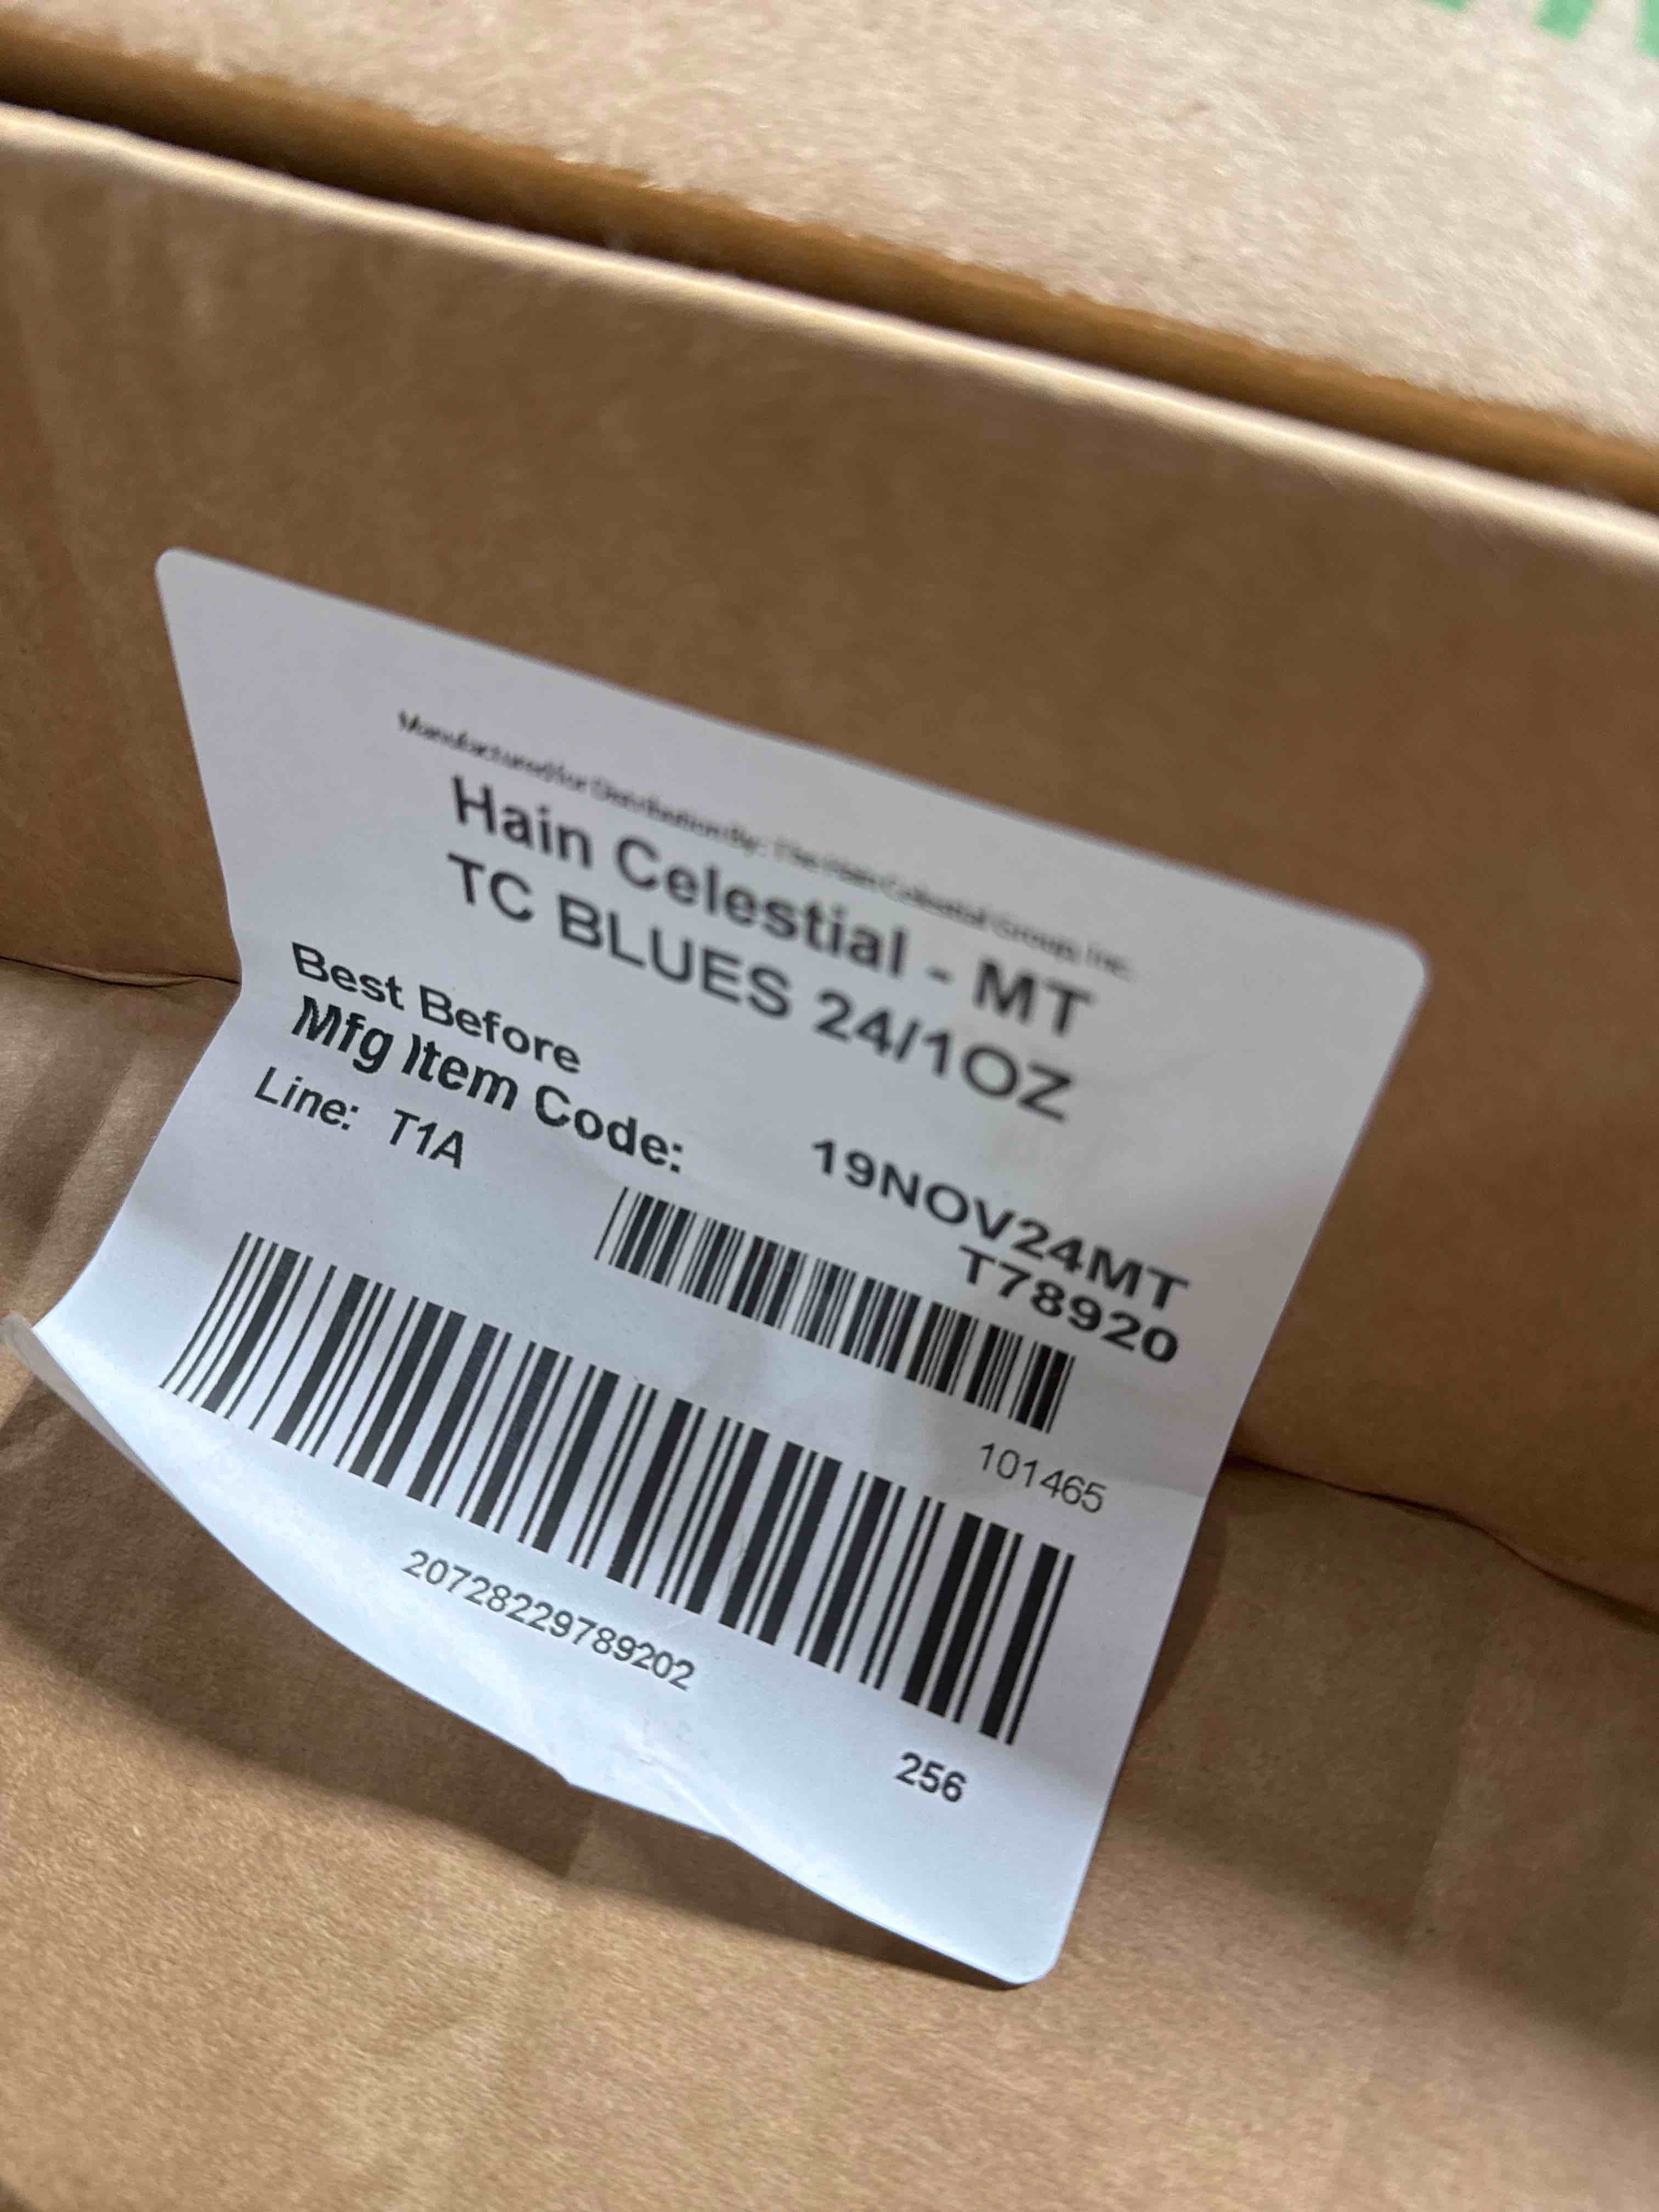 Manufactured for Distribution By: The Hain Celestial Group, Inc.
Hain Celestial - MT
TC BLUES 24/1OZ
Best Before 19NOV24MT
Mfg Item Code: T78920
Line: T1A
101465
20728229789202
256